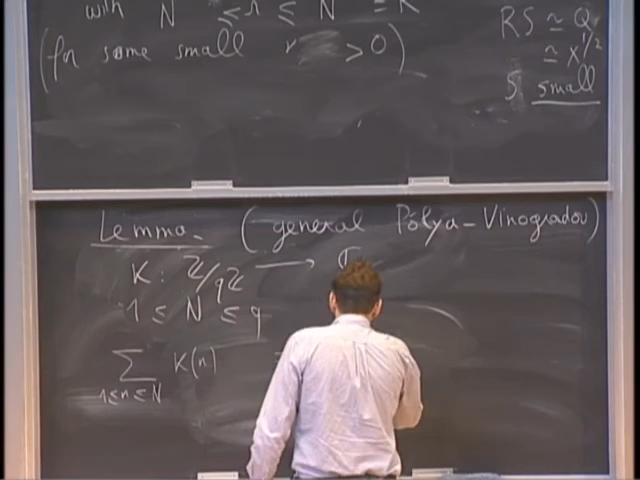 with N ≤ r ≤ N = R
(for some small r > 0)
RS ≃ Q
≃ x^{1/2}
S small
Lemma. (general Pólya-Vinogradov)
K: ℤ/qℤ → ℂ
1 ≤ N ≤ q
∑_{1≤n≤N} K(n)